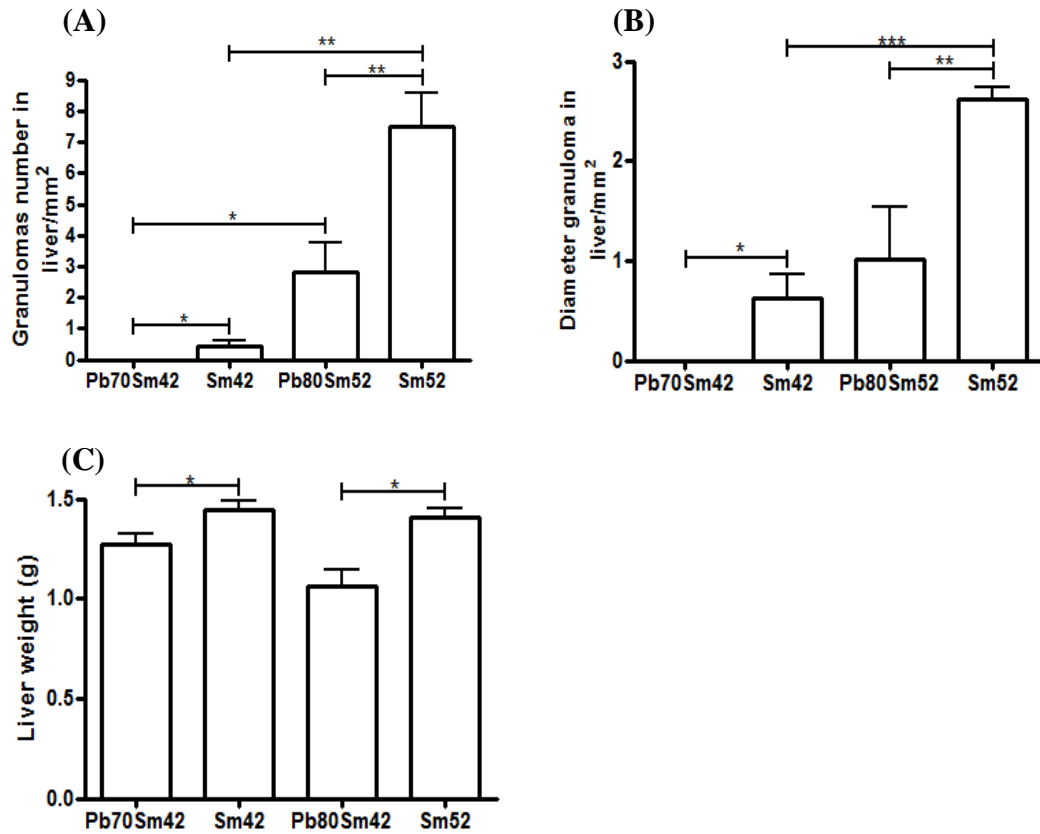 (A)
Granulomas number in
liver/mm²
9
8
7
6
5
4
3
2
1
0
**
**
*
*
Pb70Sm42 Sm42 Pb80Sm52 Sm52
(B)
Diameter granuloma in
liver/mm²
3
2
1
0
***
**
*
Pb70Sm42 Sm42 Pb80Sm52 Sm52
(C)
Liver weight (g)
1.5
1.0
0.5
0.0
*
*
Pb70Sm42 Sm42 Pb80Sm42 Sm52